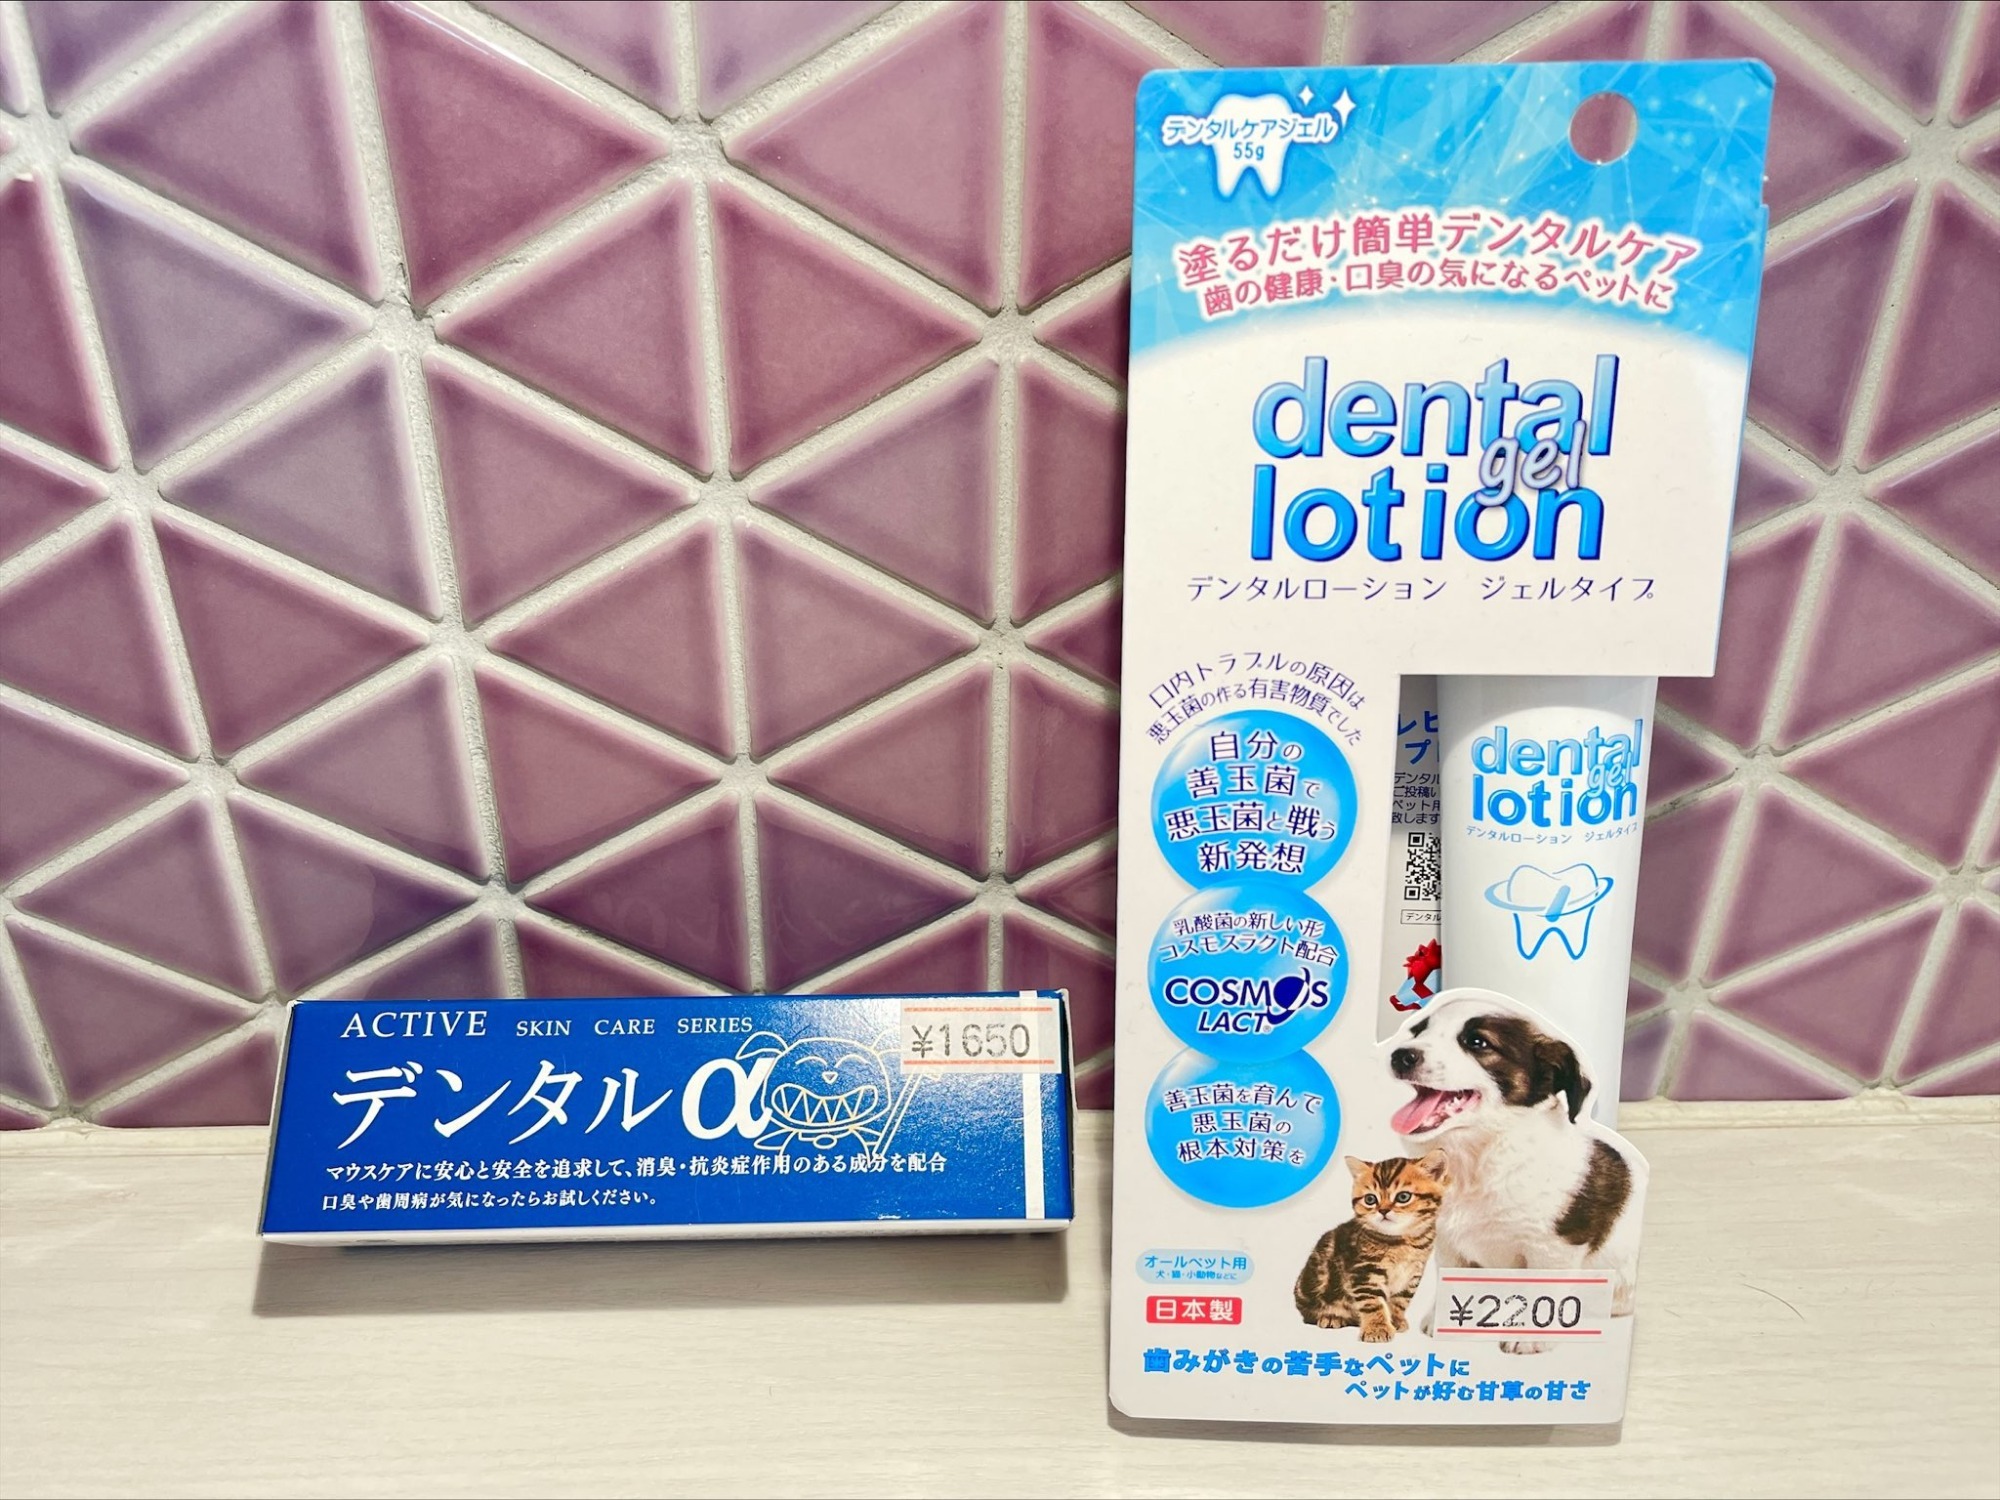 ACTIVE SKIN CARE SERIES
¥1650
デンタルα
マウスケアに安心と安全を追求して、消臭・抗炎症作用のある成分を配合
口臭や歯周病が気になったらお試しください。
デンタルケアジェル
55g
塗るだけ簡単デンタルケア
歯の健康・口臭の気になるペットに
dental
gel
lotion
デンタルローション ジェルタイプ
口内トラブルの原因は
悪玉菌の作る有害物質でした
自分の
善玉菌で
悪玉菌と戦う
新発想
乳酸菌の新しい形
コスモスラクト配合
COSMOS
LACT®
善玉菌を育んで
悪玉菌の
根本対策を
オールペット用
犬・猫・小動物などに
日本製
歯みがきの苦手なペットに
ペットが好む甘草の甘さ
dental
gel
lotion
デンタルローション ジェルタイプ
¥2200